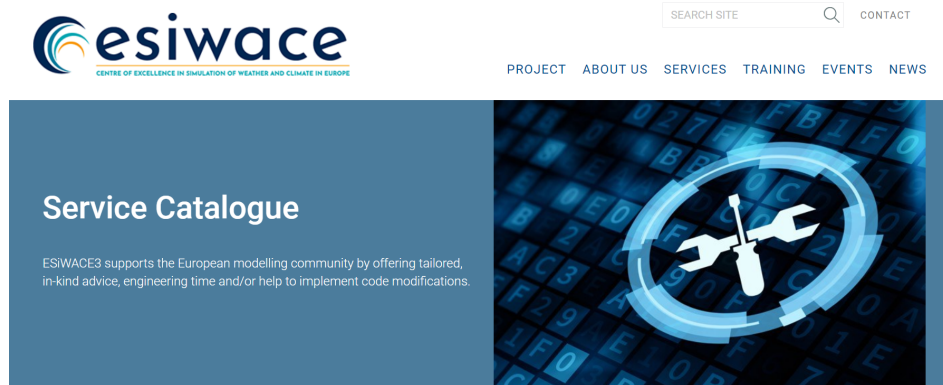 SEARCH SITE
CONTACT
esiwace
CENTRE OF EXCELLENCE IN SIMULATION OF WEATHER AND CLIMATE IN EUROPE
PROJECT ABOUT US SERVICES TRAINING EVENTS NEWS
Service Catalogue
ESiWACE3 supports the European modelling community by offering tailored,
in-kind advice, engineering time and/or help to implement code modifications.